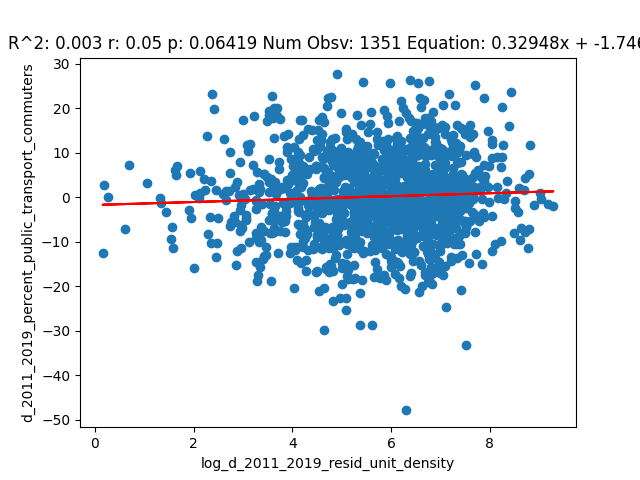 R^2: 0.003 r: 0.05 p: 0.06419 Num Obsv: 1351 Equation: 0.32948x + -1.746
30
20
10
0
−10
−20
−30
−40
−50
d_2011_2019_percent_public_transport_commuters
0 2 4 6 8
log_d_2011_2019_resid_unit_density